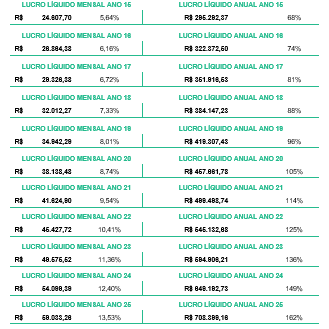 LUCRO LÍQUIDO MENSAL ANO 15 LUCRO LÍQUIDO ANUAL ANO 15
R$ 24.607,70 5,64% R$ 295.292,37 68%
LUCRO LÍQUIDO MENSAL ANO 16 LUCRO LÍQUIDO ANUAL ANO 16
R$ 26.864,38 6,16% R$ 322.372,50 74%
LUCRO LÍQUIDO MENSAL ANO 17 LUCRO LÍQUIDO ANUAL ANO 17
R$ 29.326,38 6,72% R$ 351.916,53 81%
LUCRO LÍQUIDO MENSAL ANO 18 LUCRO LÍQUIDO ANUAL ANO 18
R$ 32.012,27 7,33% R$ 384.147,23 88%
LUCRO LÍQUIDO MENSAL ANO 19 LUCRO LÍQUIDO ANUAL ANO 19
R$ 34.942,29 8,01% R$ 419.307,43 96%
LUCRO LÍQUIDO MENSAL ANO 20 LUCRO LÍQUIDO ANUAL ANO 20
R$ 38.138,48 8,74% R$ 457.661,78 105%
LUCRO LÍQUIDO MENSAL ANO 21 LUCRO LÍQUIDO ANUAL ANO 21
R$ 41.624,90 9,54% R$ 499.498,74 114%
LUCRO LÍQUIDO MENSAL ANO 22 LUCRO LÍQUIDO ANUAL ANO 22
R$ 45.427,72 10,41% R$ 545.132,68 125%
LUCRO LÍQUIDO MENSAL ANO 23 LUCRO LÍQUIDO ANUAL ANO 23
R$ 49.575,52 11,36% R$ 594.906,21 136%
LUCRO LÍQUIDO MENSAL ANO 24 LUCRO LÍQUIDO ANUAL ANO 24
R$ 54.099,39 12,40% R$ 649.192,73 149%
LUCRO LÍQUIDO MENSAL ANO 25 LUCRO LÍQUIDO ANUAL ANO 25
R$ 59.033,26 13,53% R$ 708.399,16 162%